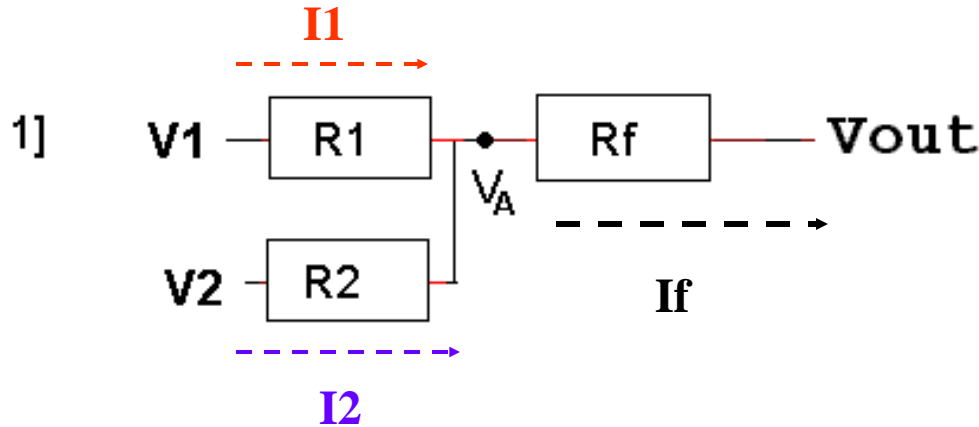 I1
1] V1 R1 Rf Vout
VA
V2 R2
If
I2